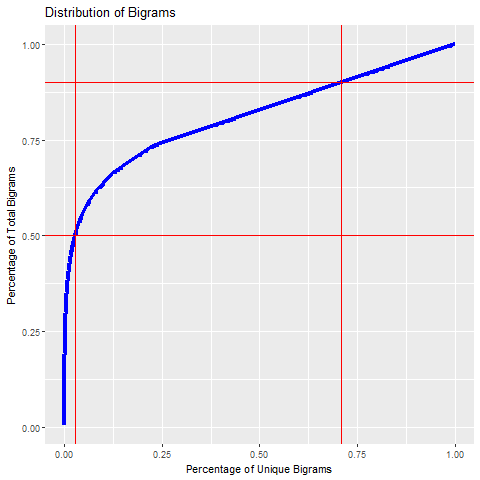 Distribution of Bigrams
Percentage of Total Bigrams
1.00
0.75
0.50
0.25
0.00
0.00 0.25 0.50 0.75 1.00
Percentage of Unique Bigrams